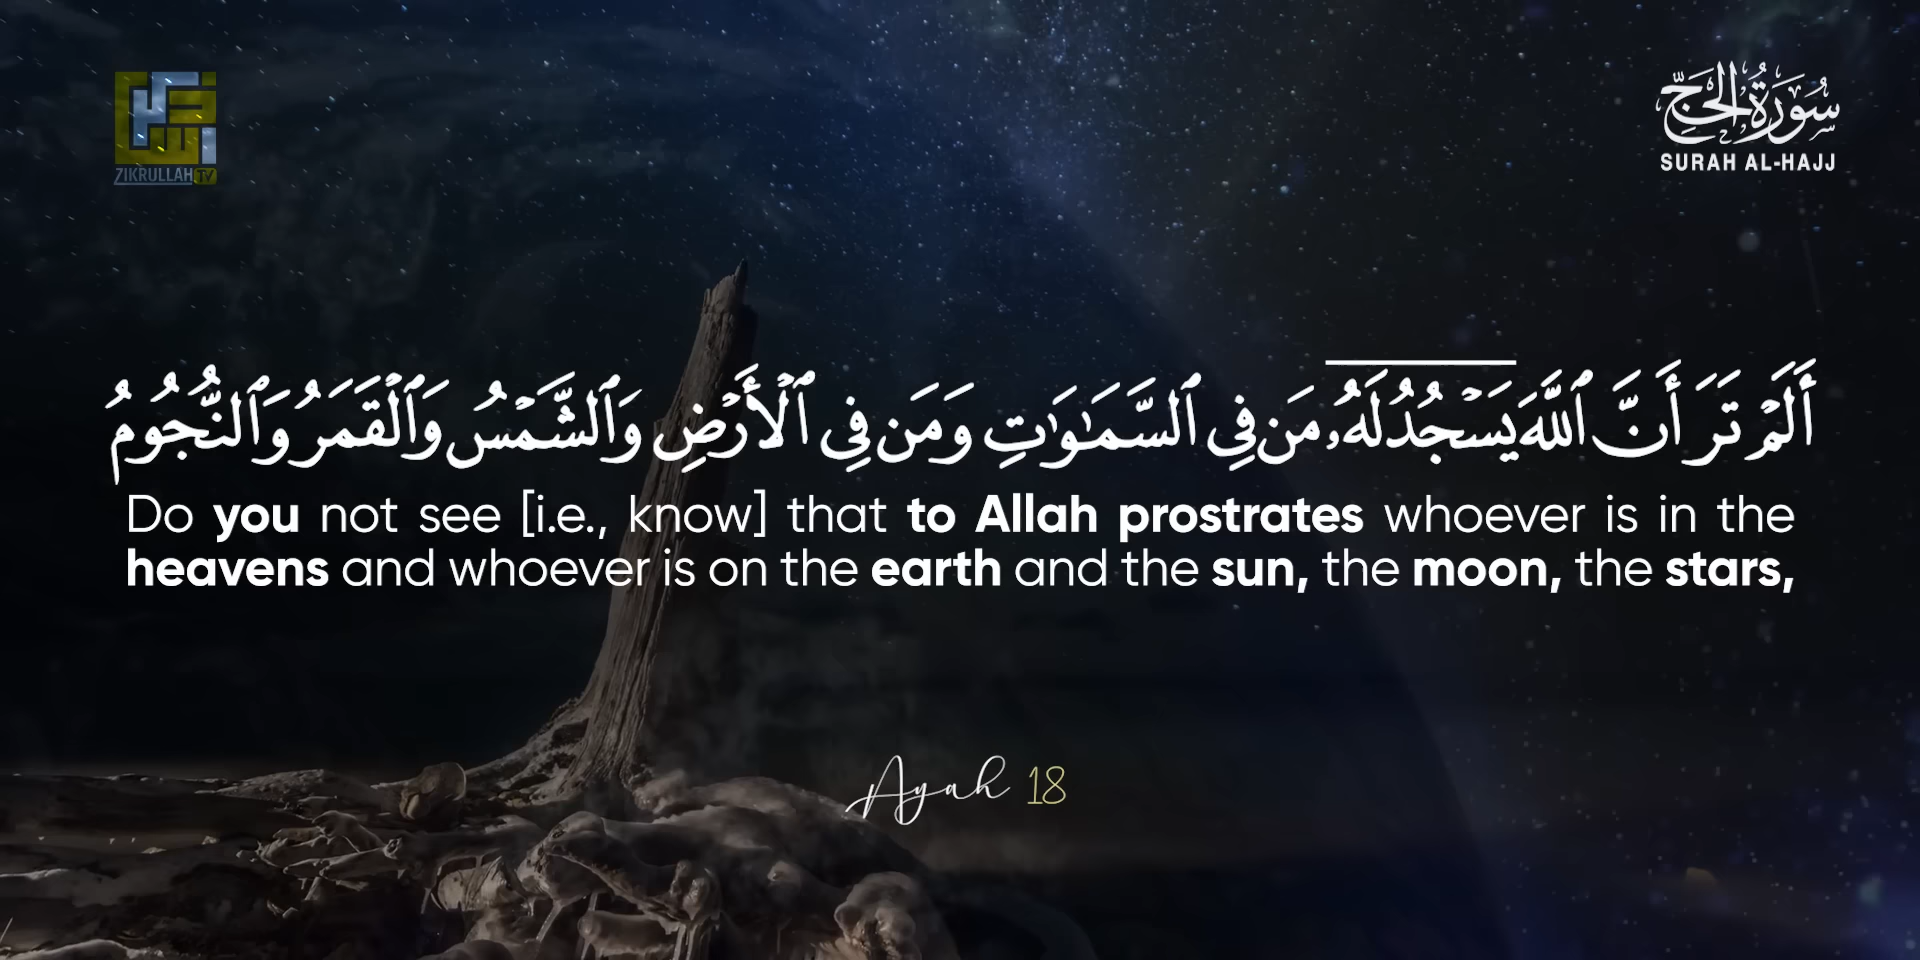 ZIKRULLAH TV
سُورَةُ الحَجِّ
SURAH AL-HAJJ
أَلَمۡ تَرَ أَنَّ ٱللَّهَ يَسۡجُدُ لَهُۥ مَن فِي ٱلسَّمَٰوَٰتِ وَمَن فِي ٱلۡأَرۡضِ وَٱلشَّمۡسُ وَٱلۡقَمَرُ وَٱلنُّجُومُ
Do you not see [i.e., know] that to Allah prostrates whoever is in the
heavens and whoever is on the earth and the sun, the moon, the stars,
Ayah 18